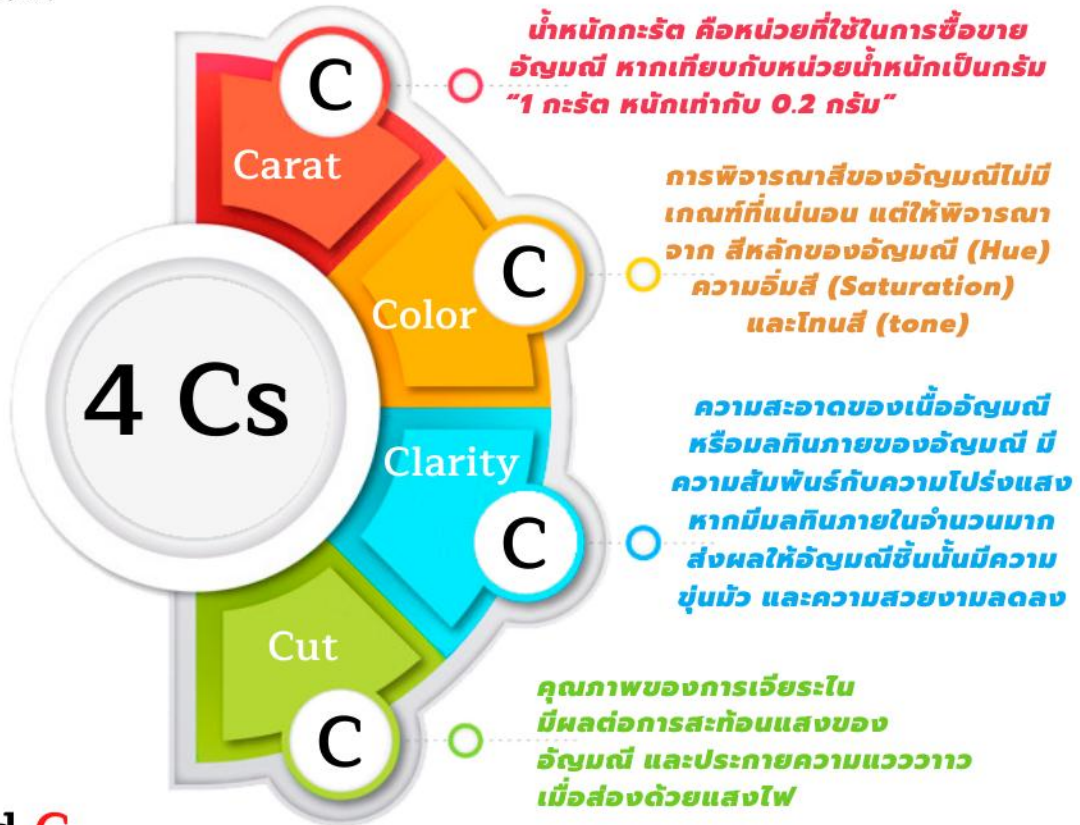 C
Carat
น้ำหนักกะรัต คือหน่วยที่ใช้ในการซื้อขาย
อัญมณี หากเทียบกับหน่วยน้ำหนักเป็นกรัม
“1 กะรัต หนักเท่ากับ 0.2 กรัม”
C
Color
การพิจารณาสีของอัญมณีไม่มี
เกณฑ์ที่แน่นอน แต่ให้พิจารณา
จาก สีหลักของอัญมณี (Hue)
ความอิ่มสี (Saturation)
และโทนสี (tone)
4 Cs
Clarity
C
ความสะอาดของเนื้ออัญมณี
หรือมลทินภายของอัญมณี มี
ความสัมพันธ์กับความโปร่งแสง
หากมีมลทินภายในจำนวนมาก
ส่งผลให้อัญมณีชิ้นนั้นมีความ
ขุ่นมัว และความสวยงามลดลง
Cut
C
คุณภาพของการเจียระไน
มีผลต่อการสะท้อนแสงของ
อัญมณี และประกายความแวววาาว
เมื่อส่องด้วยแสงไฟ